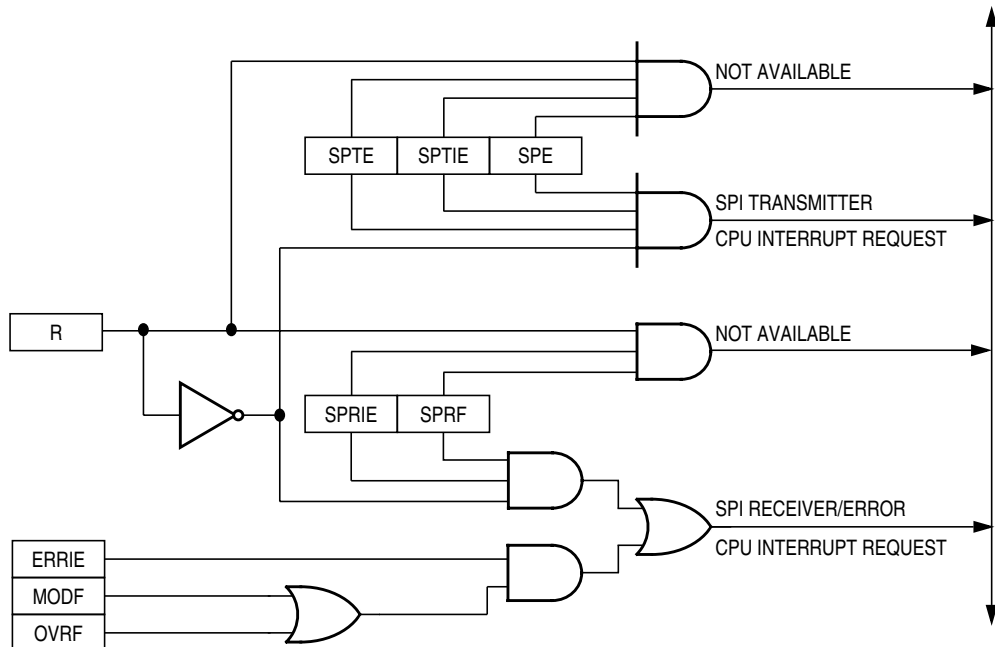 NOT AVAILABLE
SPTE SPTIE SPE
SPI TRANSMITTER
CPU INTERRUPT REQUEST
R
NOT AVAILABLE
SPRIE SPRF
SPI RECEIVER/ERROR
CPU INTERRUPT REQUEST
ERRIE
MODF
OVRF